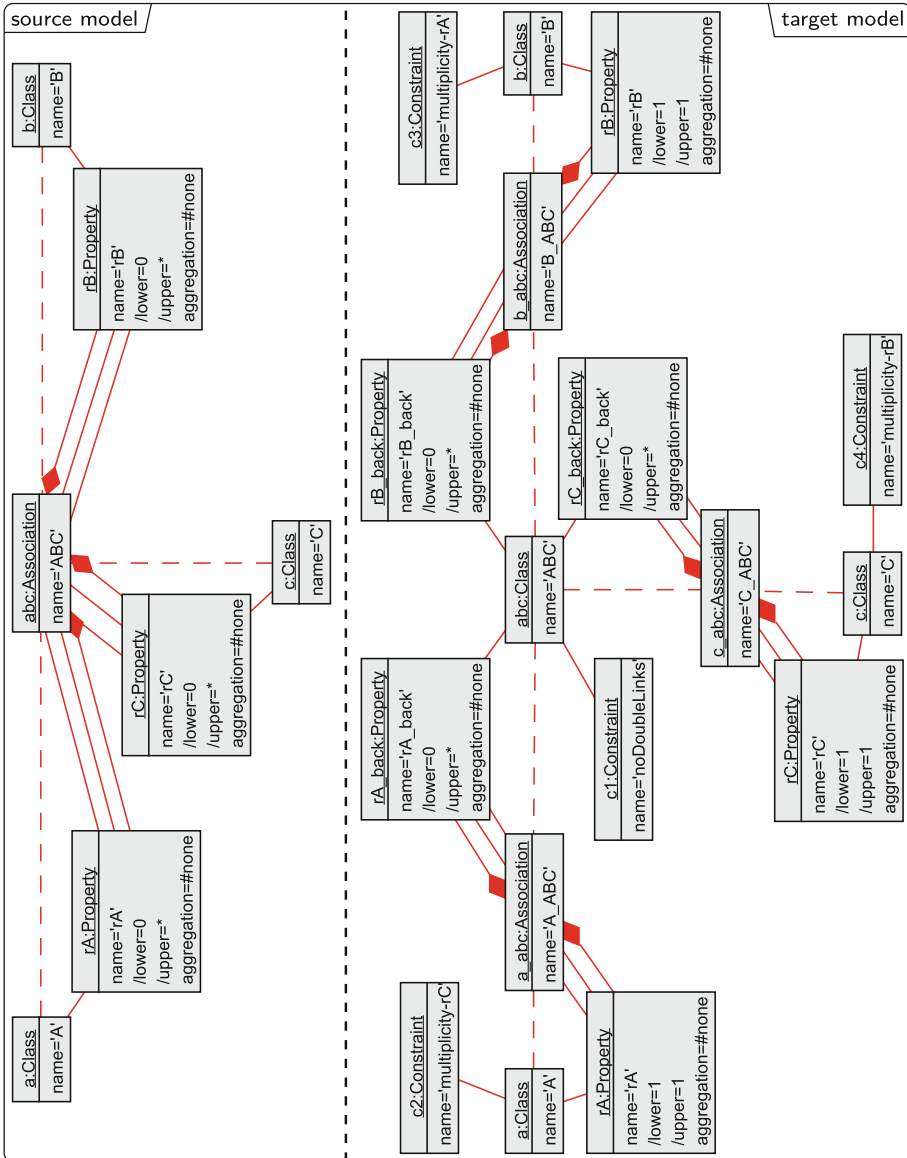 source model
a:Class
name='A'
rA:Property
name='rA'
/lower=0
/upper=*
aggregation=#none
abc:Association
name='ABC'
rC:Property
name='rC'
/lower=0
/upper=*
aggregation=#none
c:Class
name='C'
rB:Property
name='rB'
/lower=0
/upper=*
aggregation=#none
b:Class
name='B'
target model
c2:Constraint
name='multiplicity-rC'
a:Class
name='A'
rA:Property
name='rA'
/lower=1
/upper=1
aggregation=#none
a_abc:Association
name='A_ABC'
rA_back:Property
name='rA_back'
/lower=0
/upper=*
aggregation=#none
c1:Constraint
name='noDoubleLinks'
abc:Class
name='ABC'
rB_back:Property
name='rB_back'
/lower=0
/upper=*
aggregation=#none
rC_back:Property
name='rC_back'
/lower=0
/upper=*
aggregation=#none
b_abc:Association
name='B_ABC'
c3:Constraint
name='multiplicity-rA'
b:Class
name='B'
rB:Property
name='rB'
/lower=1
/upper=1
aggregation=#none
c_abc:Association
name='C_ABC'
rC:Property
name='rC'
/lower=1
/upper=1
aggregation=#none
c:Class
name='C'
c4:Constraint
name='multiplicity-rB'